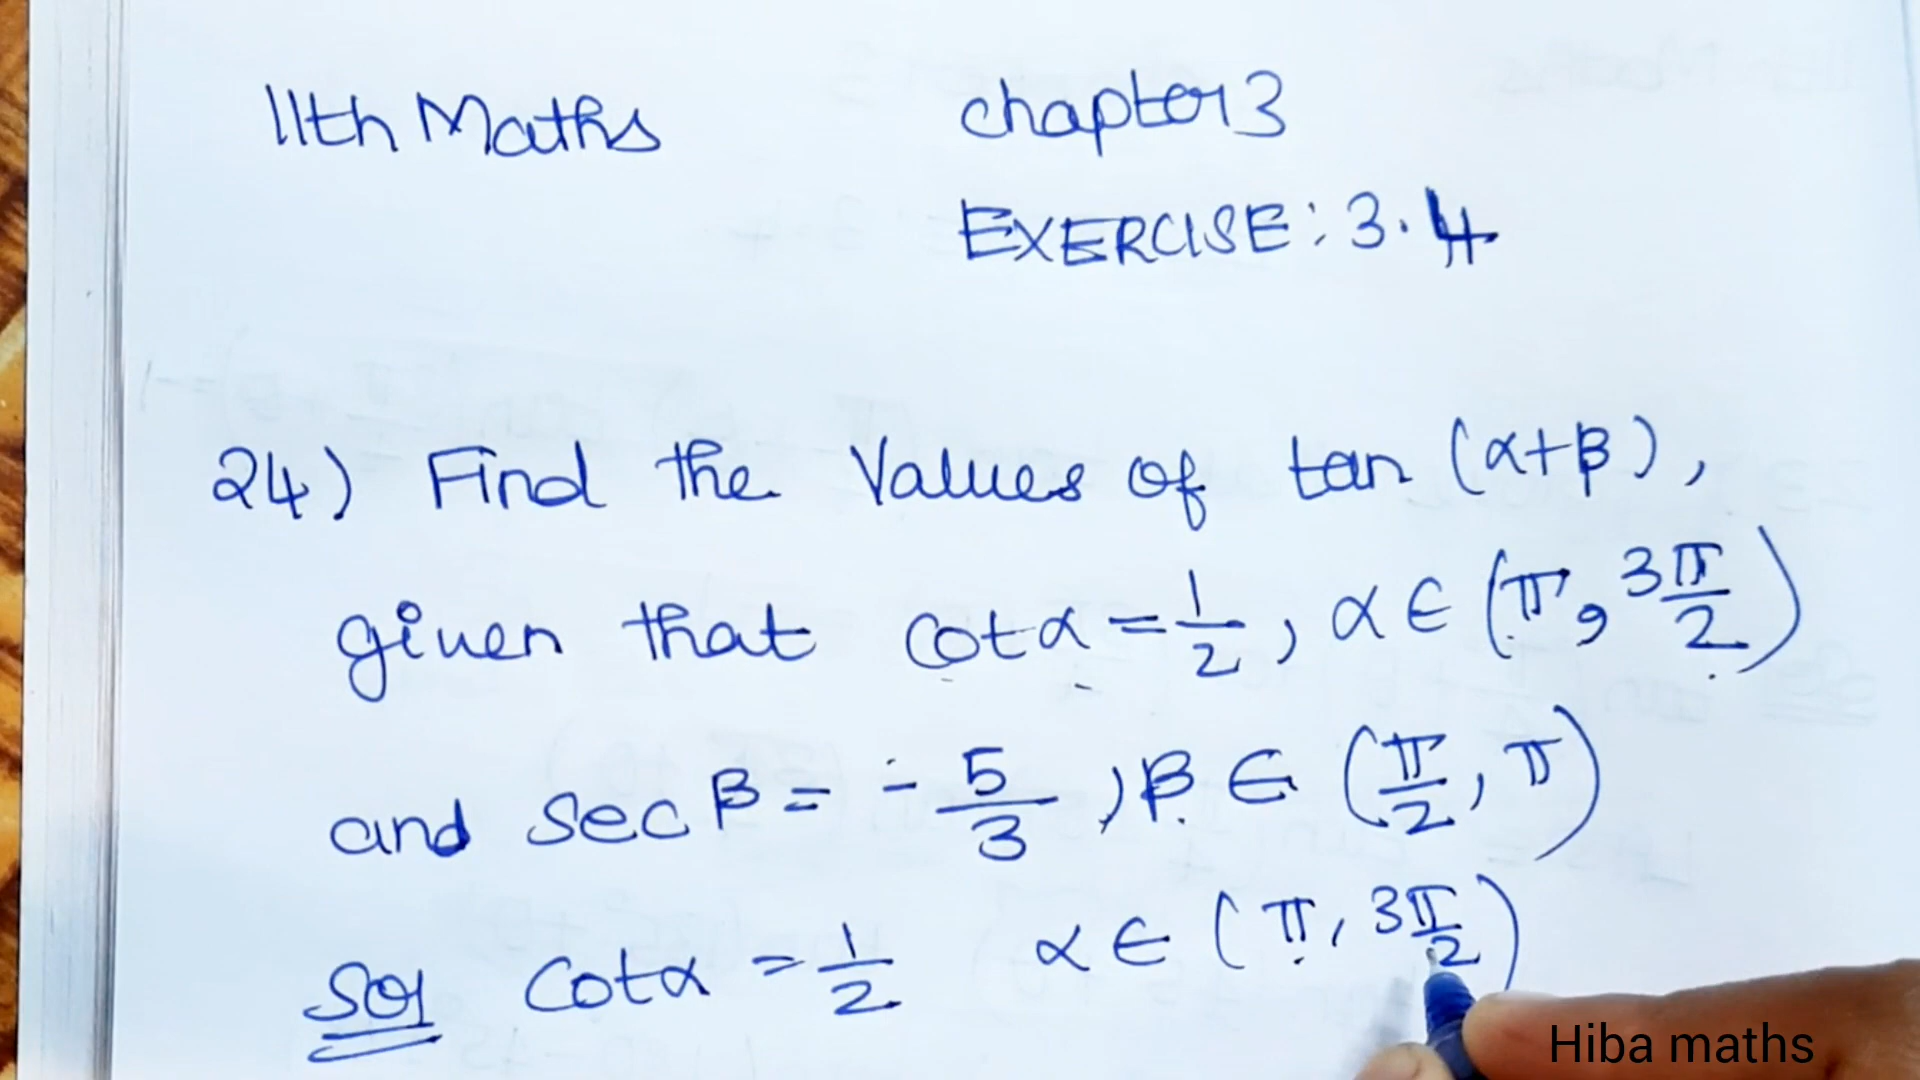 11th Maths chapter 3
EXERCISE: 3.4
24) Find the Values of tan (α+β),
given that cot α = 1/2, α ∈ (π, 3π/2)
and sec β = -5/3, β ∈ (π/2, π)
Sol cot α = 1/2 α ∈ (π, 3π/2)
Hiba maths